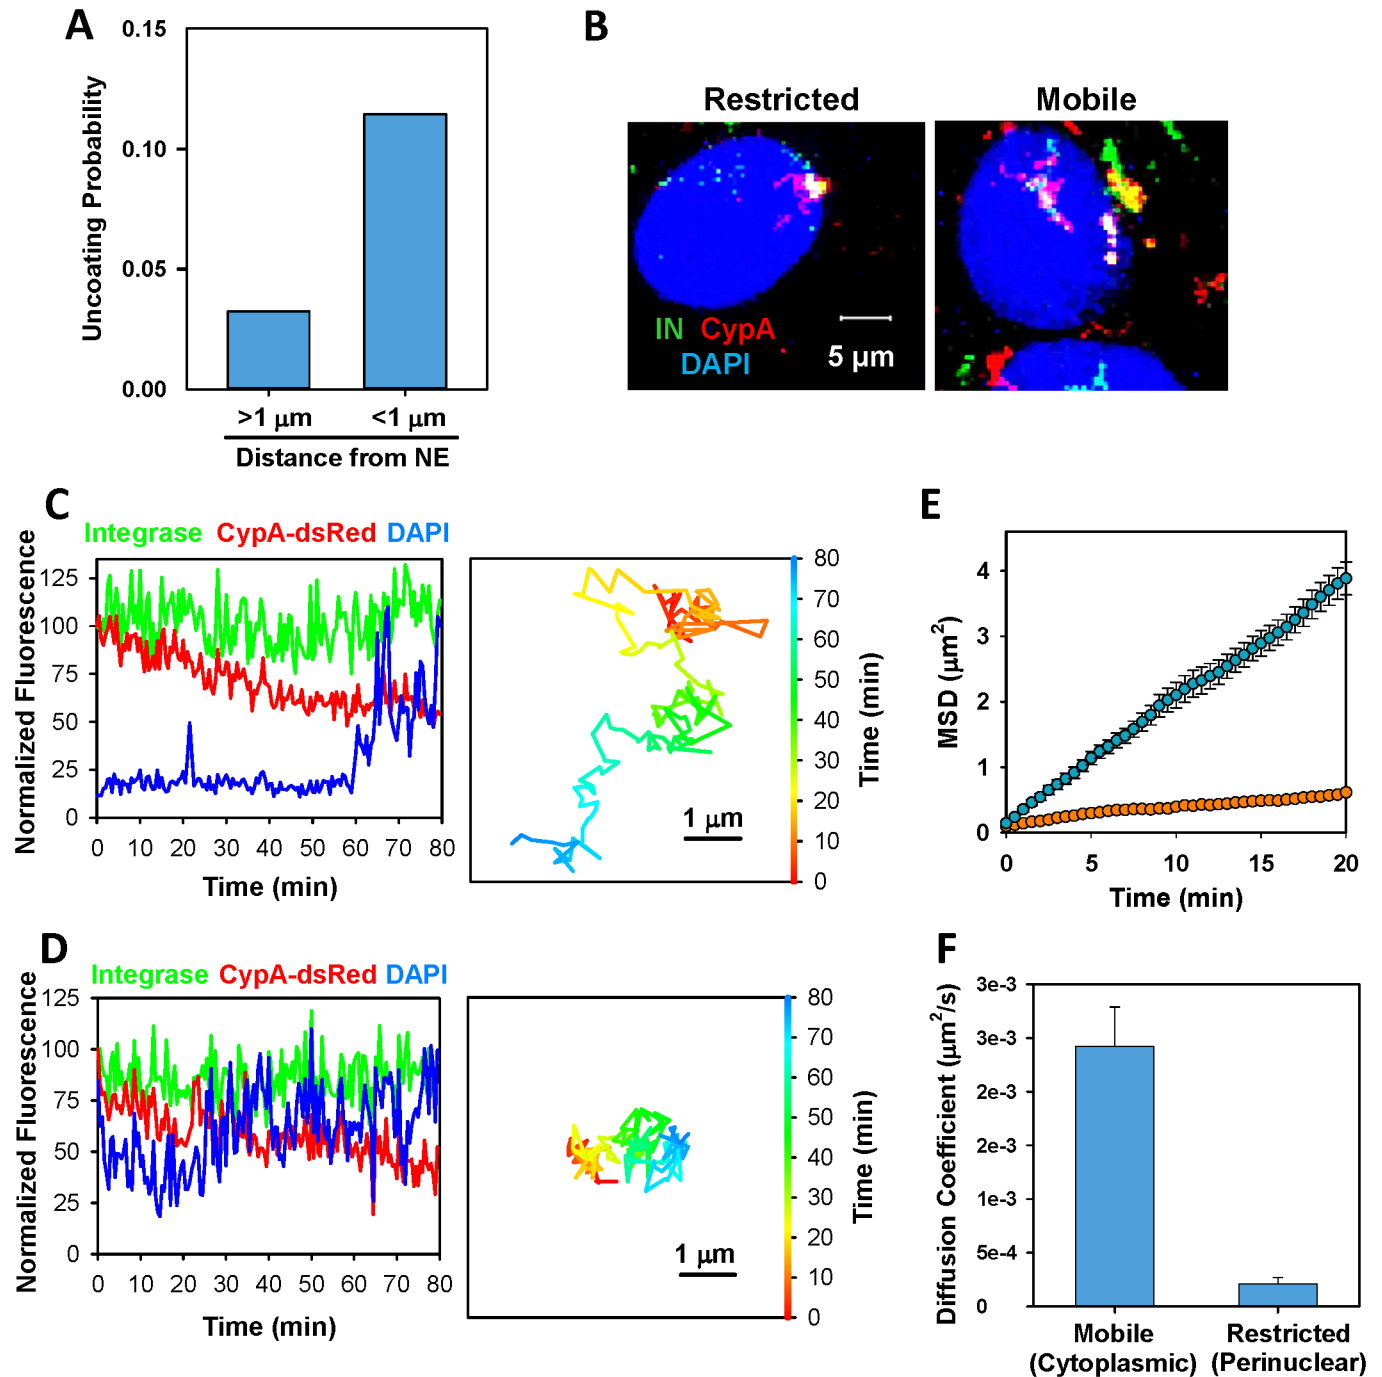 A
0.15
0.10
0.05
0.00
Uncoating Probability
>1 μm
<1 μm
Distance from NE
B
Restricted
Mobile
IN CypA
DAPI
5 μm
C
Integrase CypA-dsRed DAPI
Normalized Fluorescence
125
100
75
50
25
0
0 10 20 30 40 50 60 70 80
Time (min)
1 μm
80
70
60
50
40
30
20
10
0
Time (min)
E
MSD (μm²)
4
3
2
1
0
0 5 10 15 20
Time (min)
D
Integrase CypA-dsRed DAPI
Normalized Fluorescence
125
100
75
50
25
0
0 10 20 30 40 50 60 70 80
Time (min)
1 μm
80
70
60
50
40
30
20
10
0
Time (min)
F
Diffusion Coefficient (μm²/s)
3e-3
3e-3
2e-3
2e-3
1e-3
5e-4
0
Mobile
(Cytoplasmic)
Restricted
(Perinuclear)